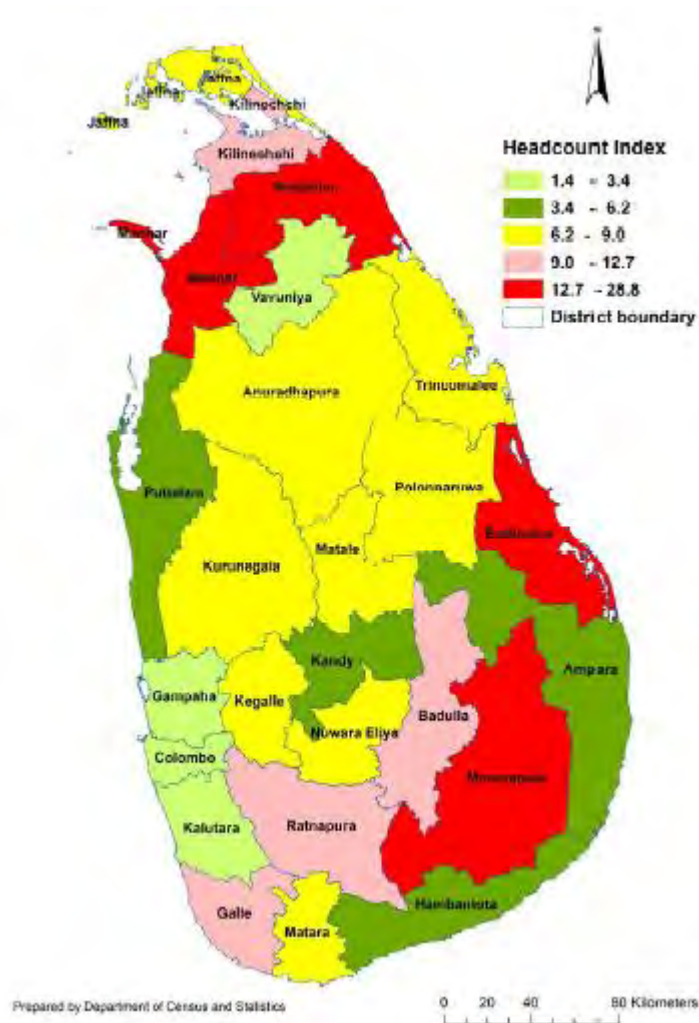 N
Jaffna
Jaffna
Kilinochchi
Jaffna
Kilinochchi
Headcount Index
1.4 - 3.4
3.4 - 6.2
6.2 - 9.0
9.0 - 12.7
12.7 - 28.8
District boundary
Mannar
Mannar
Vavuniya
Anuradhapura
Trincomalee
Puttalam
Polonnaruwa
Batticaloa
Matale
Kurunegala
Kandy
Ampara
Gampaha
Kegalle
Badulla
Nuwara Eliya
Colombo
Moneragala
Kalutara
Ratnapura
Hambantota
Galle
Matara
Prepared by Department of Census and Statistics
0 20 40 80 Kilometers